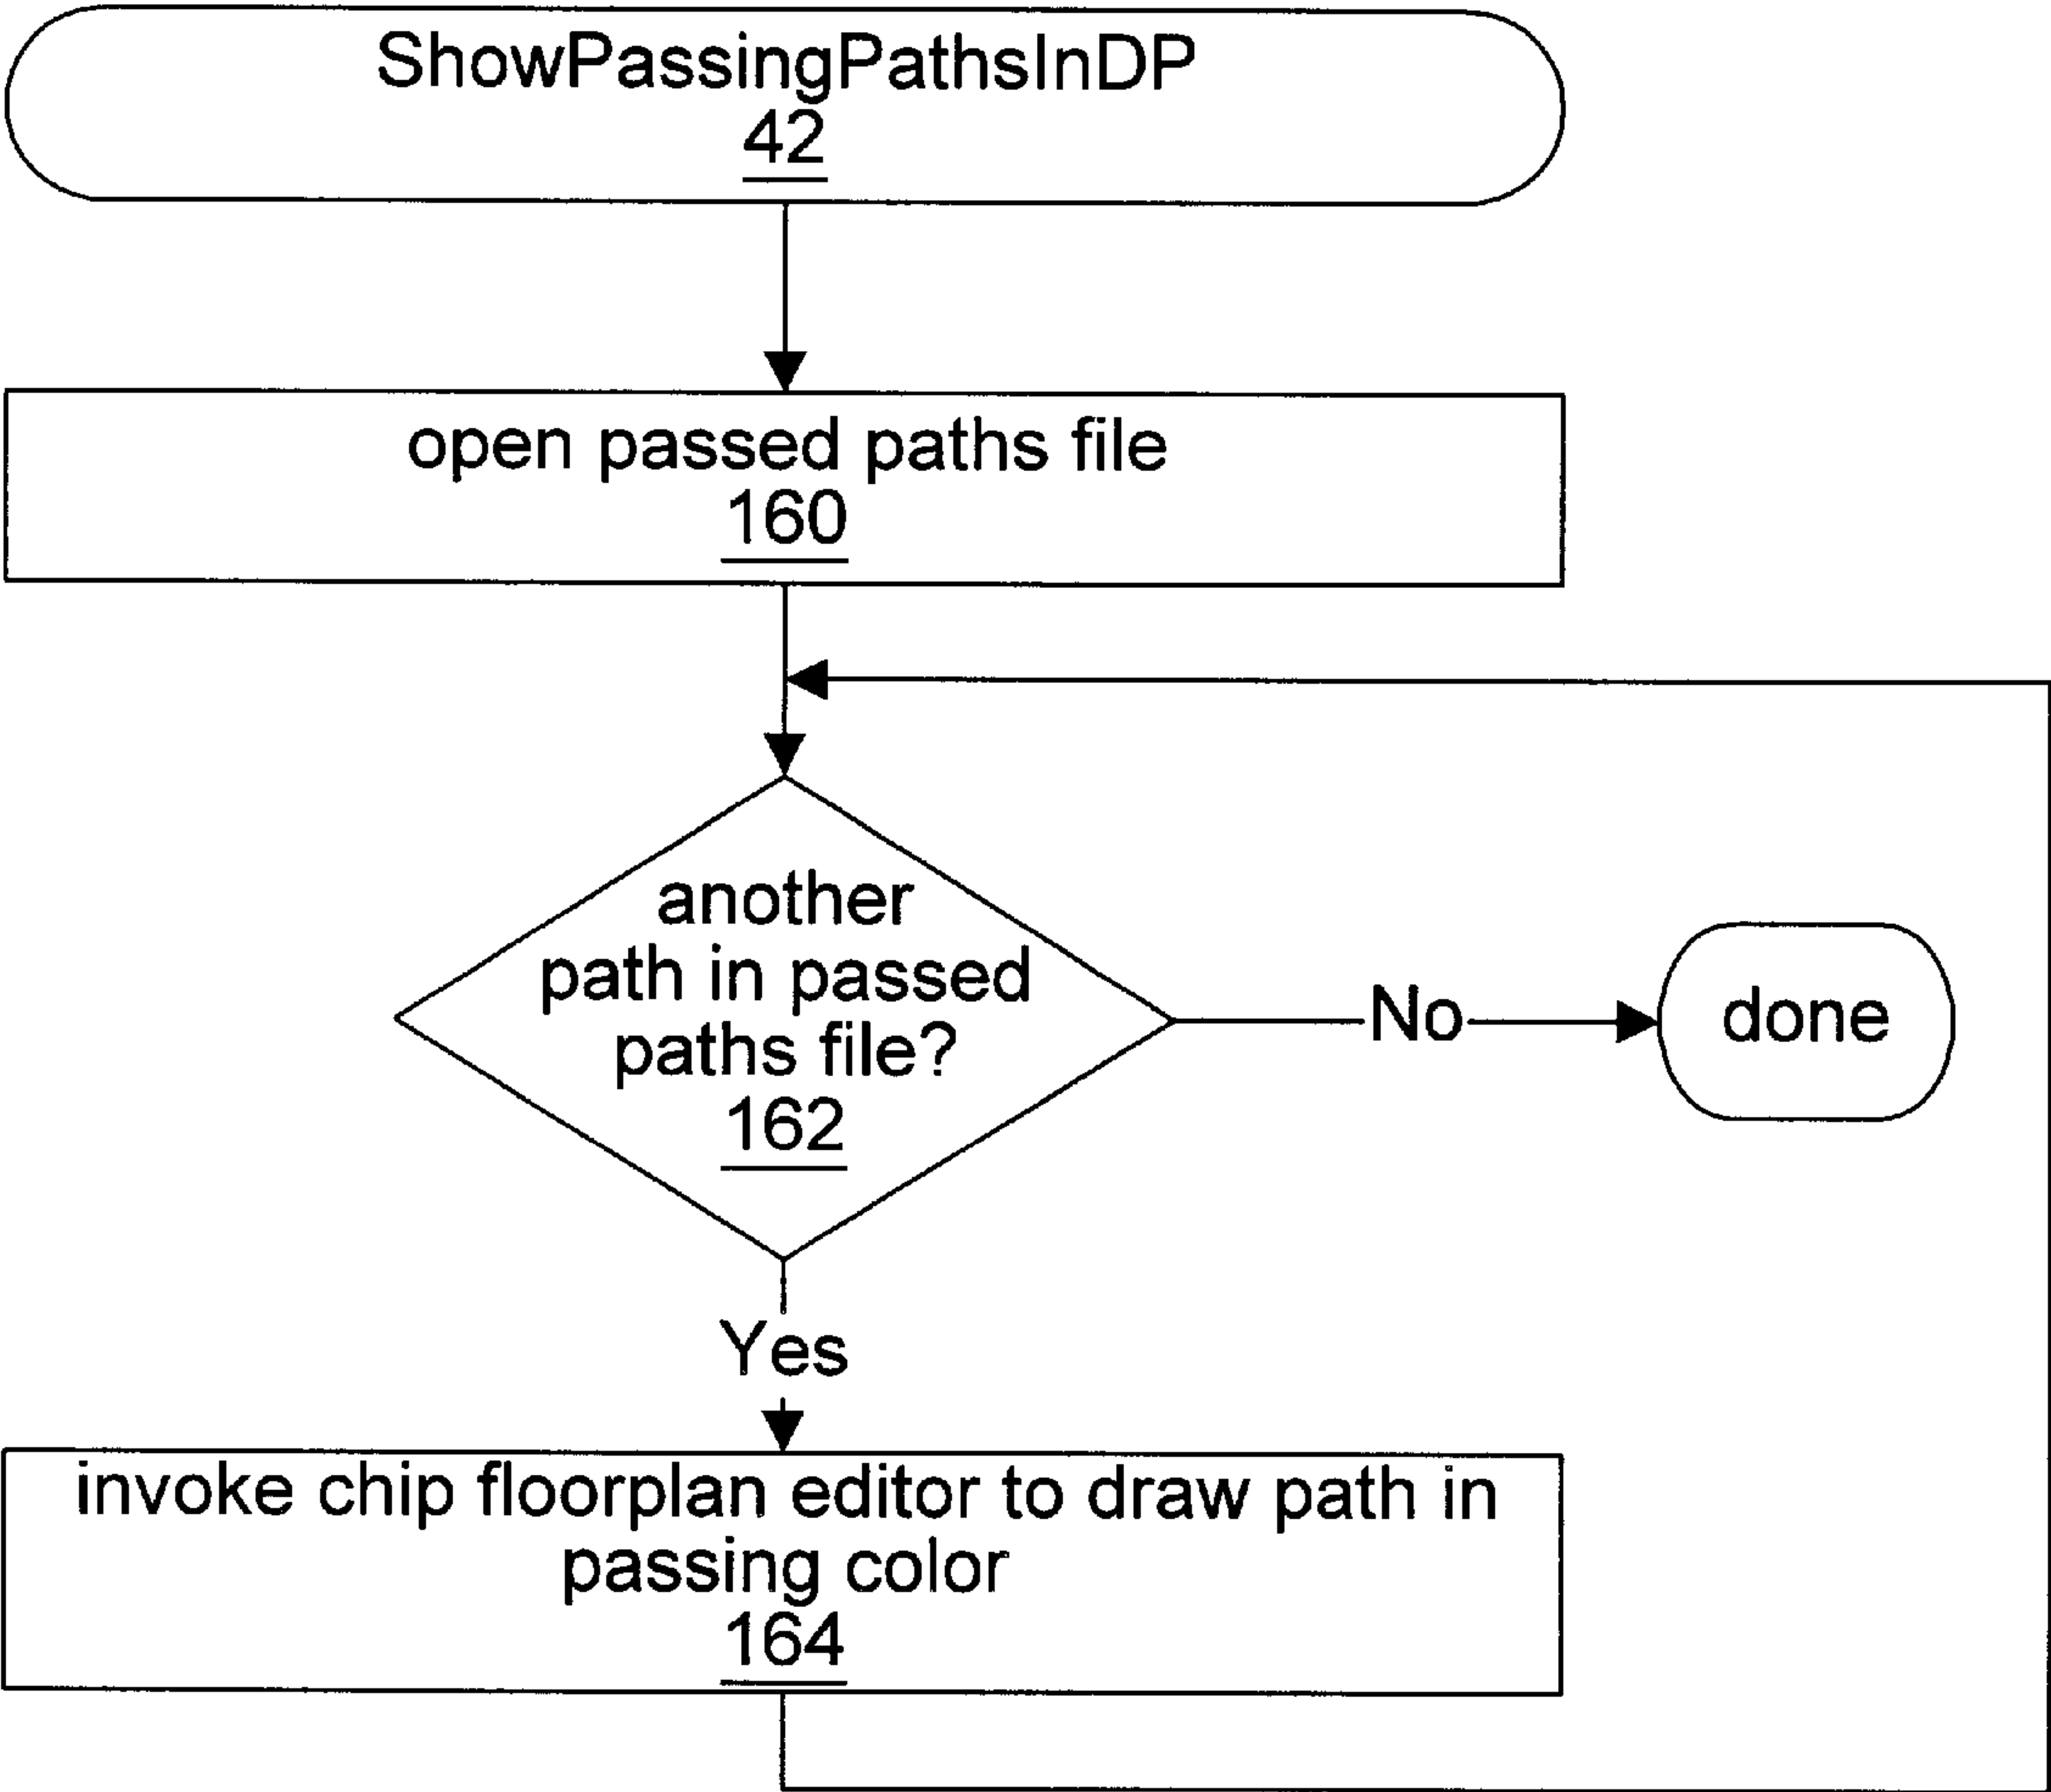 ShowPassingPathsInDP
42
open passed paths file
160
another
path in passed
paths file?
162
No
done
Yes
invoke chip floorplan editor to draw path in
passing color
164